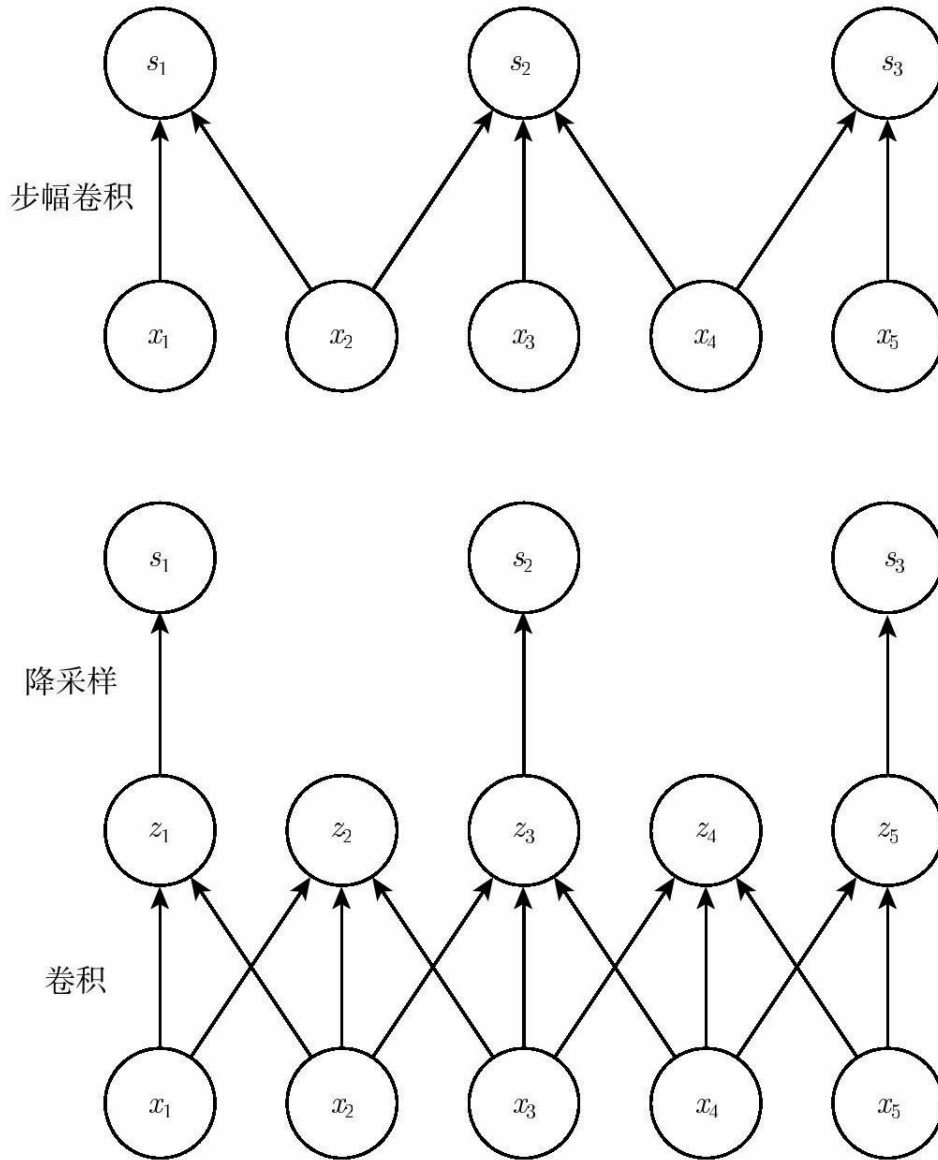 s₁ s₂ s₃
步幅卷积
x₁ x₂ x₃ x₄ x₅
s₁ s₂ s₃
降采样
z₁ z₂ z₃ z₄ z₅
卷积
x₁ x₂ x₃ x₄ x₅